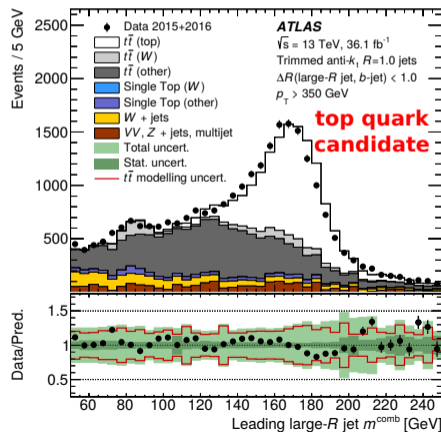 Events / 5 GeV
2500
2000
1500
1000
500
Data 2015+2016
tt̄ (top)
tt̄ (W)
tt̄ (other)
Single Top (W)
Single Top (other)
W + jets
VV, Z + jets, multijet
Total uncert.
Stat. uncert.
tt̄ modelling uncert.
ATLAS
√s = 13 TeV, 36.1 fb⁻¹
Trimmed anti-kₜ R=1.0 jets
ΔR(large-R jet, b-jet) < 1.0
p_T > 350 GeV
top quark
candidate
Data/Pred.
1.5
1
0.5
60 80 100 120 140 160 180 200 220 240
Leading large-R jet m^comb [GeV]